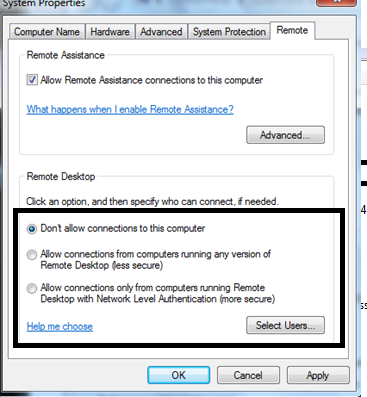 System Properties
Computer Name
Hardware
Advanced
System Protection
Remote
Remote Assistance
Allow Remote Assistance connections to this computer
What happens when I enable Remote Assistance?
Advanced...
Remote Desktop
Click an option, and then specify who can connect, if needed.
Don't allow connections to this computer
Allow connections from computers running any version of
Remote Desktop (less secure)
Allow connections only from computers running Remote
Desktop with Network Level Authentication (more secure)
Help me choose
Select Users...
OK
Cancel
Apply